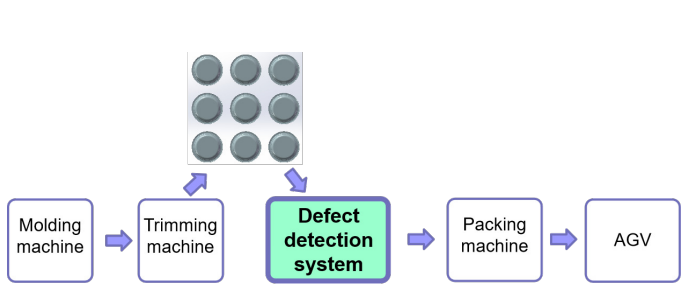 Molding
machine
Trimming
machine
Defect
detection
system
Packing
machine
AGV